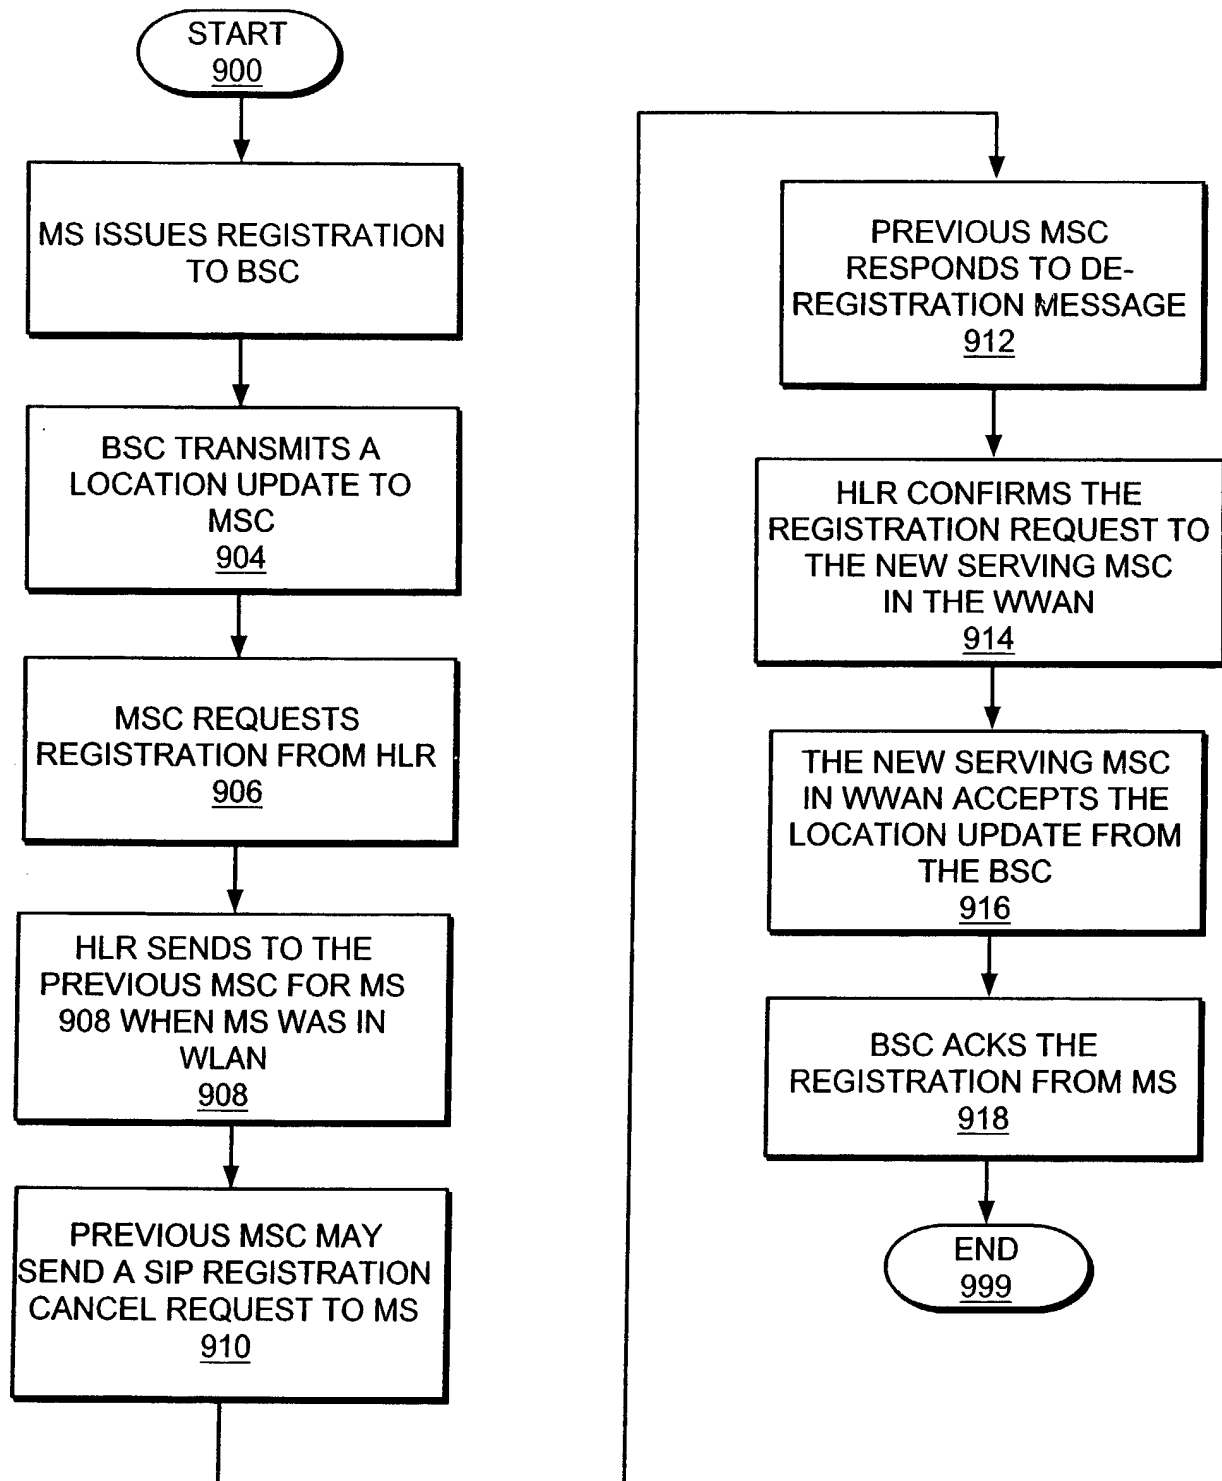 START
900
MS ISSUES REGISTRATION
TO BSC
BSC TRANSMITS A
LOCATION UPDATE TO
MSC
904
MSC REQUESTS
REGISTRATION FROM HLR
906
HLR SENDS TO THE
PREVIOUS MSC FOR MS
908 WHEN MS WAS IN
WLAN
908
PREVIOUS MSC MAY
SEND A SIP REGISTRATION
CANCEL REQUEST TO MS
910
PREVIOUS MSC
RESPONDS TO DE-
REGISTRATION MESSAGE
912
HLR CONFIRMS THE
REGISTRATION REQUEST TO
THE NEW SERVING MSC
IN THE WWAN
914
THE NEW SERVING MSC
IN WWAN ACCEPTS THE
LOCATION UPDATE FROM
THE BSC
916
BSC ACKS THE
REGISTRATION FROM MS
918
END
999